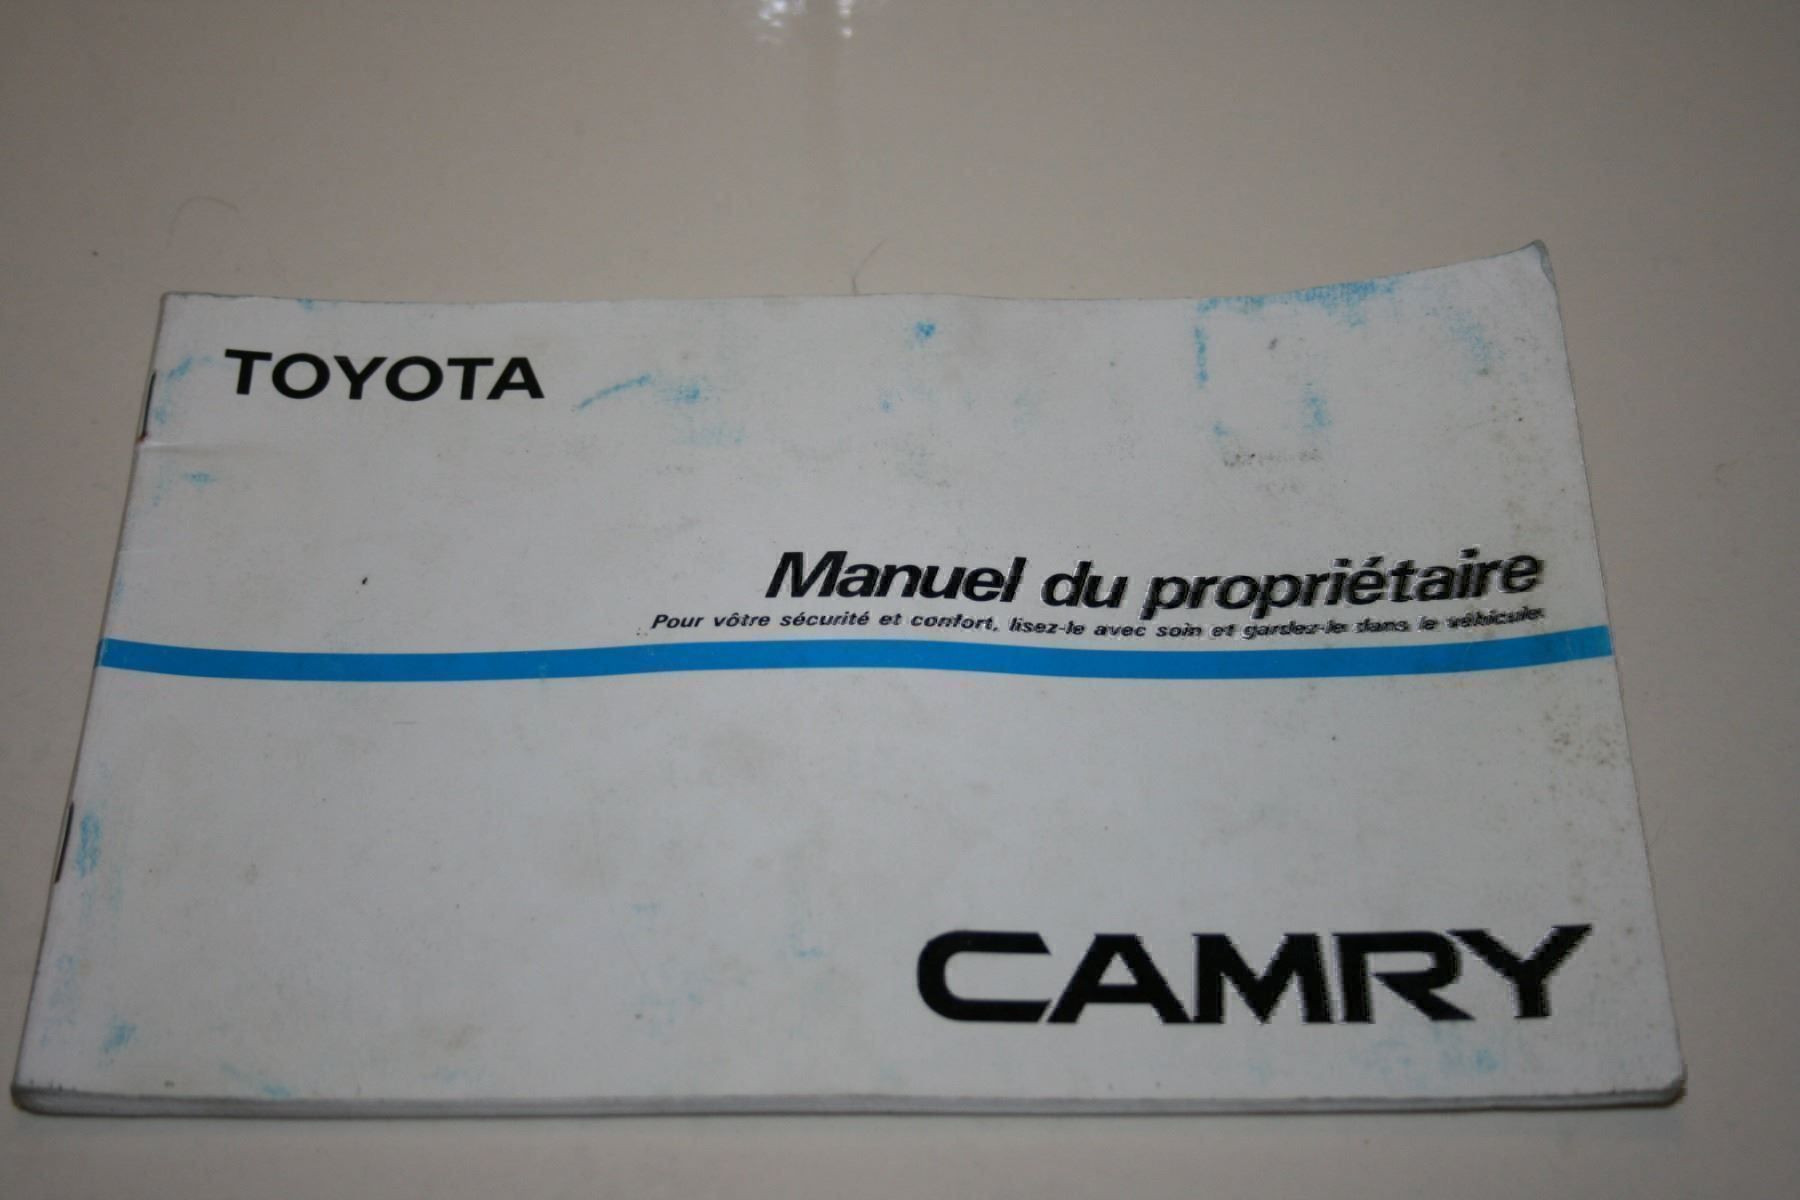 TOYOTA
Manuel du propriétaire
Pour vôtre sécurité et confort, lisez-le avec soin et gardez-le dans le véhicule.
CAMRY